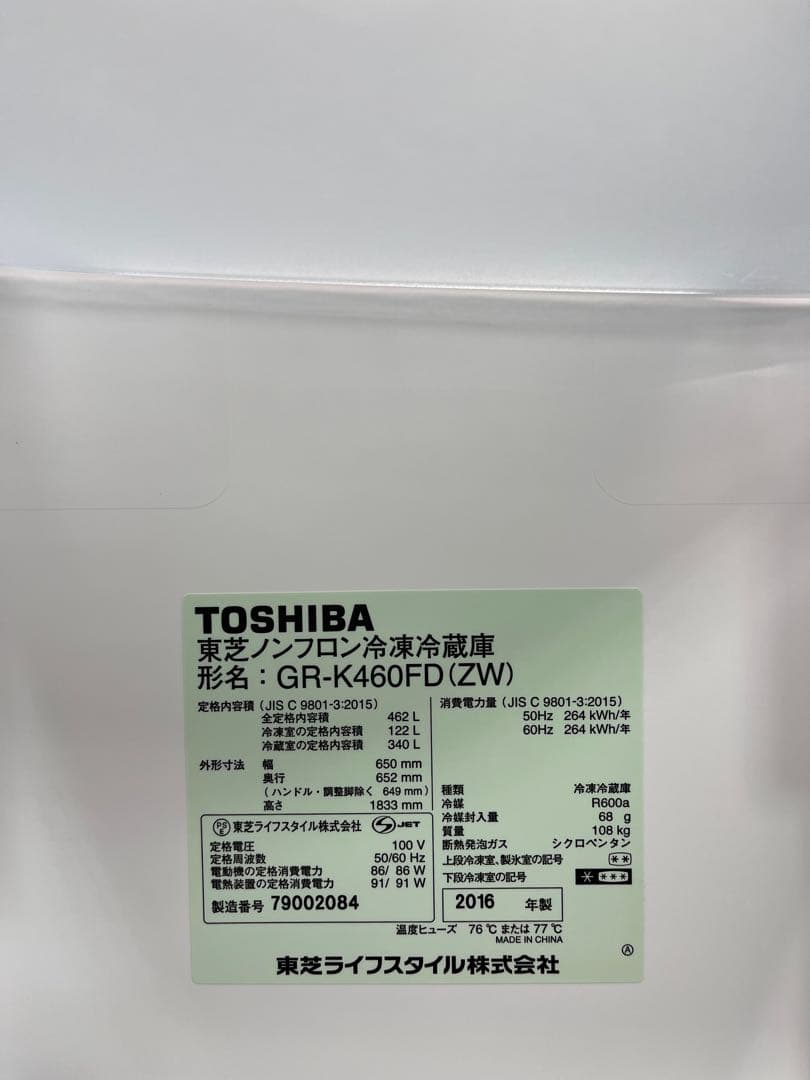 TOSHIBA
東芝ノンフロン冷凍冷蔵庫
形名：GR-K460FD(ZW)
定格内容積（JIS C 9801-3:2015）
全定格内容積 462 L
冷凍室の定格内容積 122 L
冷蔵室の定格内容積 340 L
外形寸法 幅 650 mm
奥行 652 mm
（ハンドル・調整脚除く 649 mm）
高さ 1833 mm
消費電力量（JIS C 9801-3:2015）
50Hz 264 kWh/年
60Hz 264 kWh/年
種類 冷凍冷蔵庫
冷媒 R600a
冷媒封入量 68 g
質量 108 kg
断熱発泡ガス シクロペンタン
上段冷凍室、製氷室の記号 **
下段冷凍室の記号 * ***
PS E 東芝ライフスタイル株式会社 S JET
定格電圧 100 V
定格周波数 50/60 Hz
電動機の定格消費電力 86/ 86 W
電熱装置の定格消費電力 91/ 91 W
製造番号 79002084
2016 年製
温度ヒューズ 76 ℃ または 77 ℃
MADE IN CHINA
A
東芝ライフスタイル株式会社